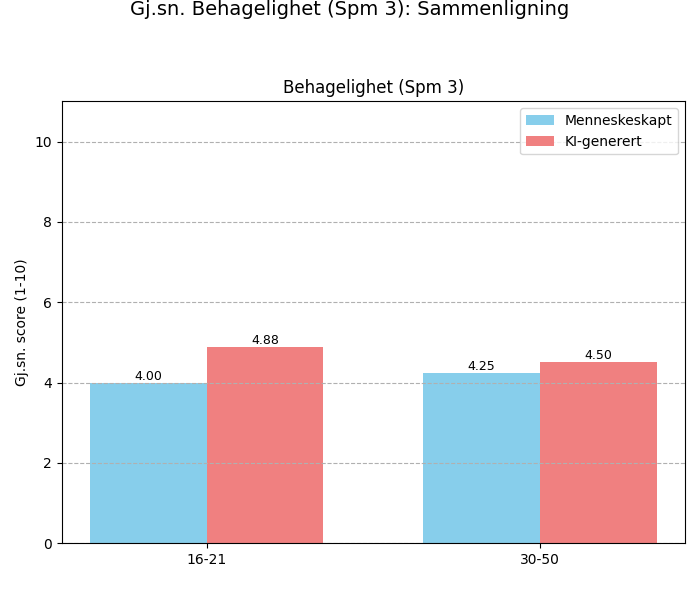 Gj.sn. Behagelighet (Spm 3): Sammenligning
Behagelighet (Spm 3)
Menneskeskapt
KI-generert
Gj.sn. score (1-10)
10
8
6
4
2
0
4.00
4.88
4.25
4.50
16-21
30-50